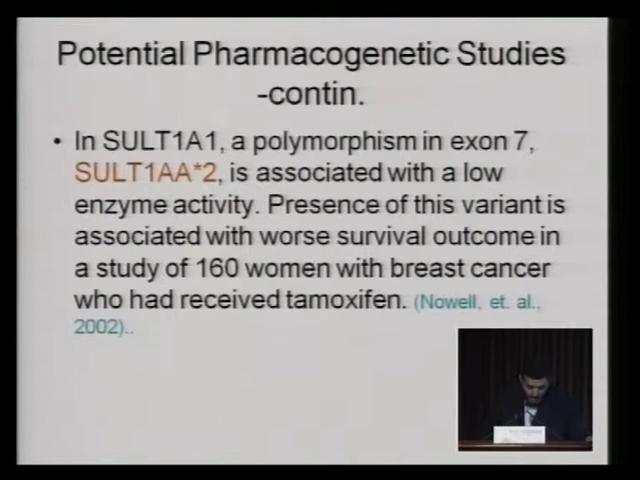 Potential Pharmacogenetic Studies
-contin.
• In SULT1A1, a polymorphism in exon 7,
SULT1AA*2, is associated with a low
enzyme activity. Presence of this variant is
associated with worse survival outcome in
a study of 160 women with breast cancer
who had received tamoxifen. (Nowell, et. al.,
2002)..